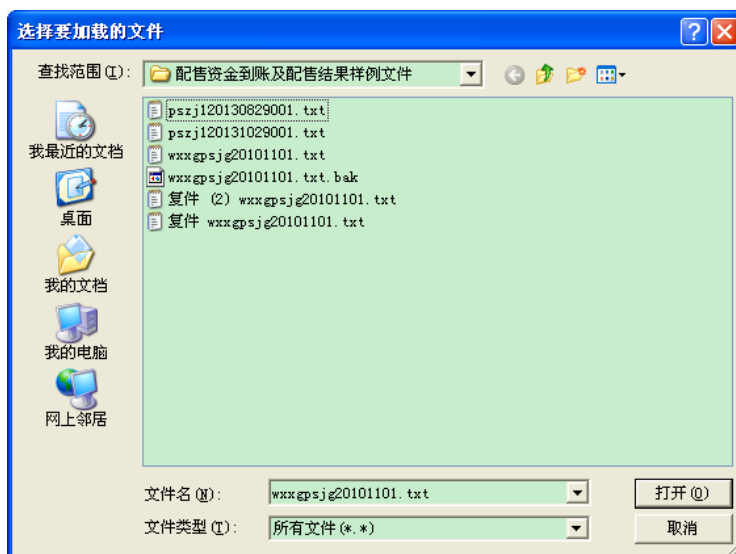 选择要加载的文件
查找范围(I): 配售资金到账及配售结果样例文件
pszj120130829001.txt
pszj120131029001.txt
wxxgpsjg20101101.txt
wxxgpsjg20101101.txt.bak
复件 (2) wxxgpsjg20101101.txt
复件 wxxgpsjg20101101.txt
我最近的文档
桌面
我的文档
我的电脑
网上邻居
文件名(N): wxxgpsjg20101101.txt 打开(O)
文件类型(T): 所有文件(*.*) 取消